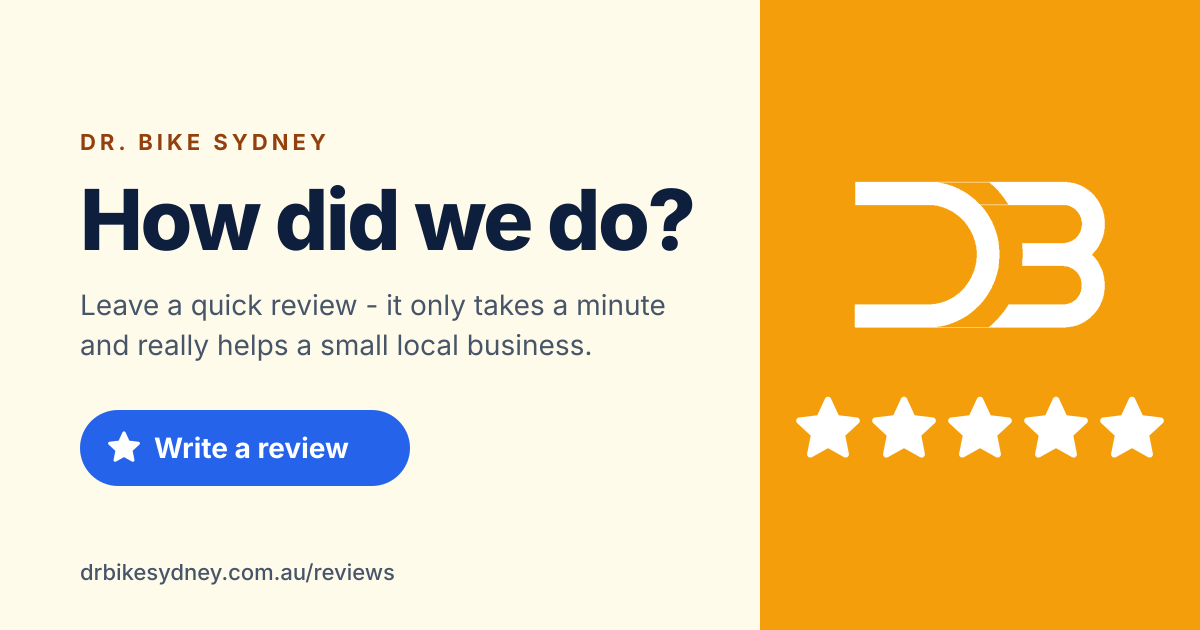 DR. BIKE SYDNEY
How did we do?
Leave a quick review - it only takes a minute
and really helps a small local business.
Write a review
drbikesydney.com.au/reviews
DB